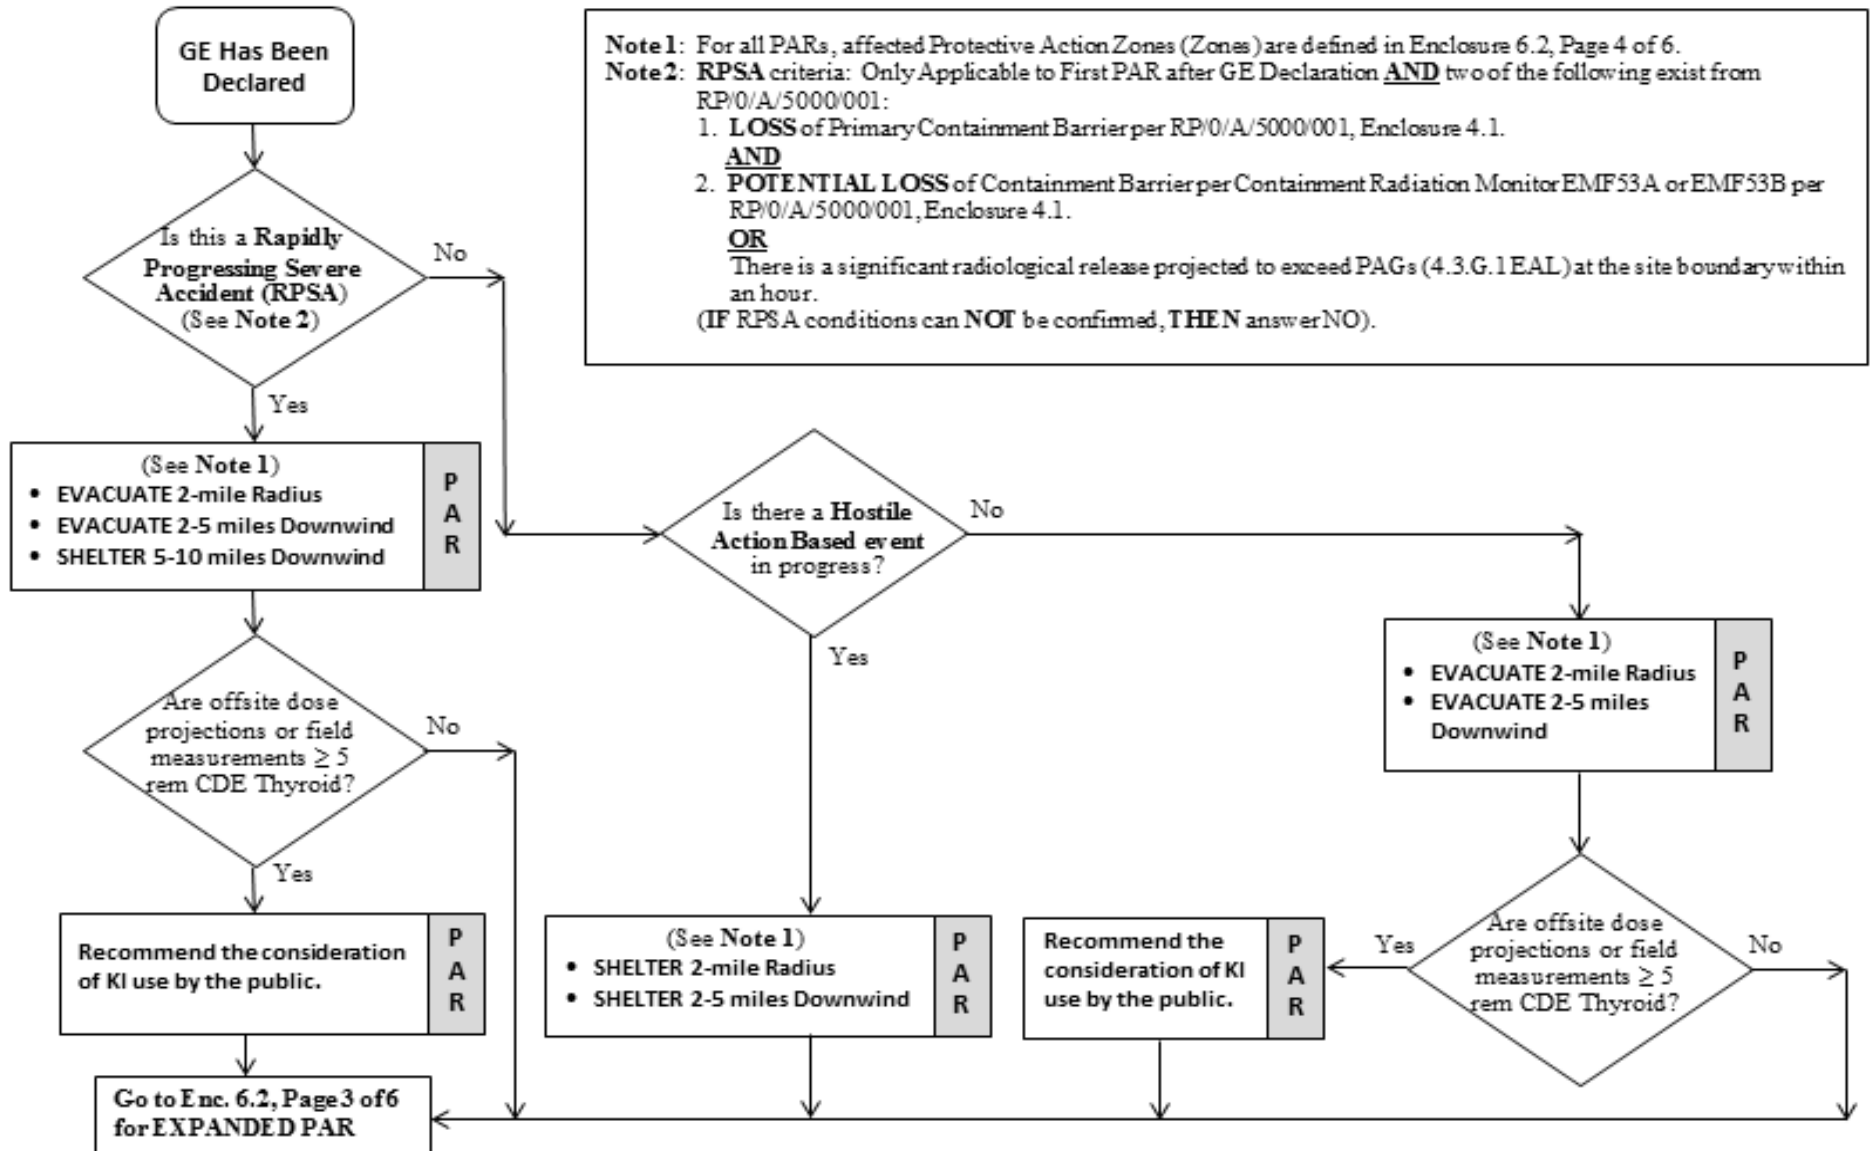 GE Has Been
Declared
Note 1: For all PARs, affected Protective Action Zones (Zones) are defined in Enclosure 6.2, Page 4 of 6.
Note 2: RPSA criteria: Only Applicable to First PAR after GE Declaration AND two of the following exist from
RP/0/A/5000/001:
1. LOSS of Primary Containment Barrier per RP/0/A/5000/001, Enclosure 4.1.
AND
2. POTENTIAL LOSS of Containment Barrier per Containment Radiation Monitor EMF53A or EMF53B per
RP/0/A/5000/001, Enclosure 4.1.
OR
There is a significant radiological release projected to exceed PAGs (4.3.G.1 EAL) at the site boundary within
an hour.
(IF RPSA conditions can NOT be confirmed, THEN answer NO).
Is this a Rapidly
Progressing Severe
Accident (RPSA)
(See Note 2)
No
Yes
(See Note 1)
• EVACUATE 2-mile Radius
• EVACUATE 2-5 miles Downwind
• SHELTER 5-10 miles Downwind
P
A
R
Is there a Hostile
Action Based event
in progress?
No
Yes
(See Note 1)
• EVACUATE 2-mile Radius
• EVACUATE 2-5 miles
Downwind
P
A
R
Are offsite dose
projections or field
measurements ≥ 5
rem CDE Thyroid?
No
Yes
Recommend the consideration
of KI use by the public.
P
A
R
(See Note 1)
• SHELTER 2-mile Radius
• SHELTER 2-5 miles Downwind
P
A
R
Recommend the
consideration of KI
use by the public.
P
A
R
Yes
Are offsite dose
projections or field
measurements ≥ 5
rem CDE Thyroid?
No
Go to Enc. 6.2, Page 3 of 6
for EXPANDED PAR